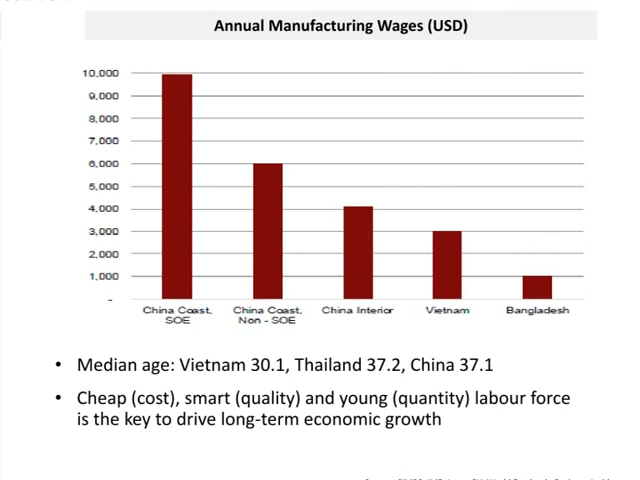 Annual Manufacturing Wages (USD)
10,000
9,000
8,000
7,000
6,000
5,000
4,000
3,000
2,000
1,000
-
China Coast, SOE
China Coast, Non - SOE
China Interior
Vietnam
Bangladesh
• Median age: Vietnam 30.1, Thailand 37.2, China 37.1
• Cheap (cost), smart (quality) and young (quantity) labour force
is the key to drive long-term economic growth